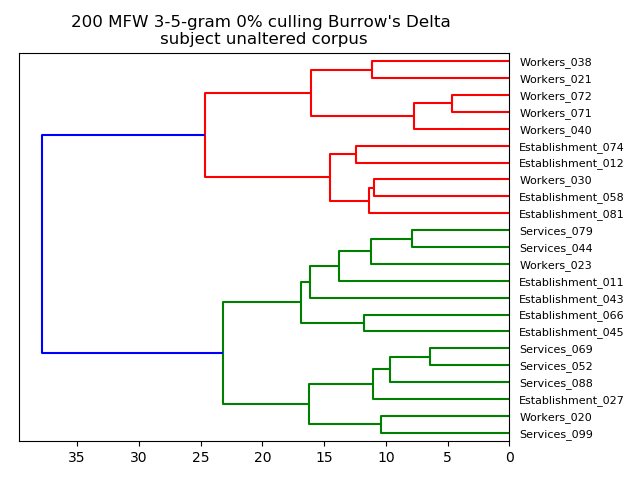 200 MFW 3-5-gram 0% culling Burrow's Delta
subject unaltered corpus
Workers_038
Workers_021
Workers_072
Workers_071
Workers_040
Establishment_074
Establishment_012
Workers_030
Establishment_058
Establishment_081
Services_079
Services_044
Workers_023
Establishment_011
Establishment_043
Establishment_066
Establishment_045
Services_069
Services_052
Services_088
Establishment_027
Workers_020
Services_099
35 30 25 20 15 10 5 0